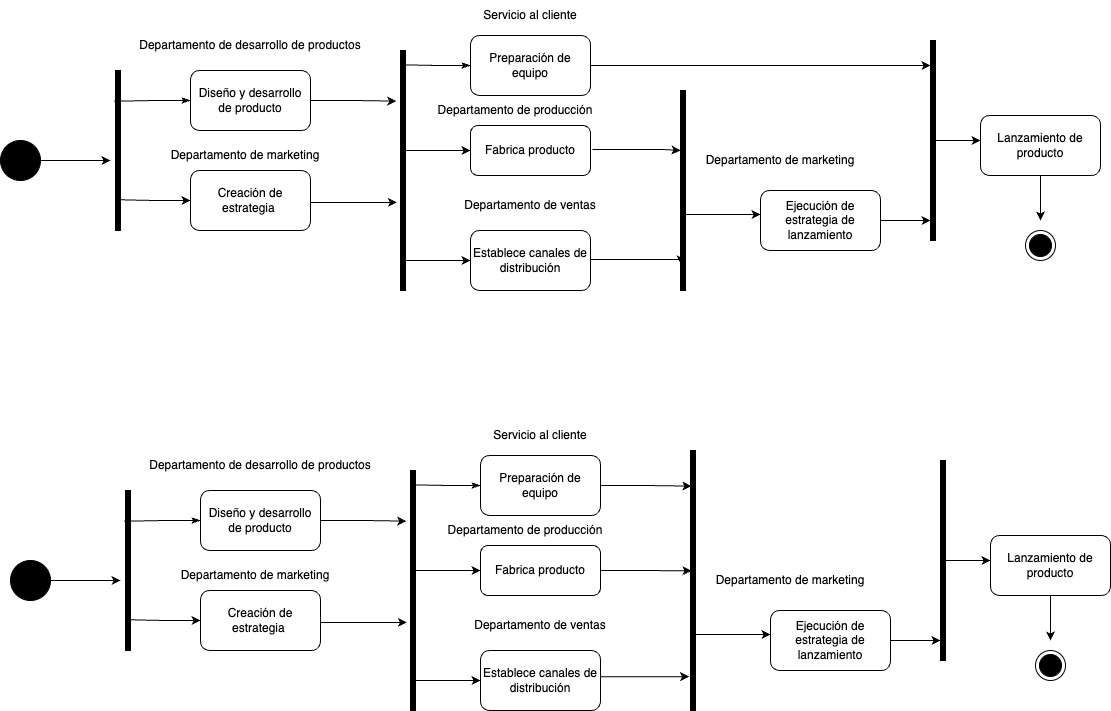 Servicio al cliente
Departamento de desarrollo de productos
Preparación de
equipo
Diseño y desarrollo
de producto
Departamento de producción
Fabrica producto
Lanzamiento de
producto
Departamento de marketing
Departamento de marketing
Creación de
estrategia
Departamento de ventas
Ejecución de
estrategia de
lanzamiento
Establece canales de
distribución
Servicio al cliente
Departamento de desarrollo de productos
Preparación de
equipo
Diseño y desarrollo
de producto
Departamento de producción
Fabrica producto
Lanzamiento de
producto
Departamento de marketing
Departamento de marketing
Creación de
estrategia
Departamento de ventas
Ejecución de
estrategia de
lanzamiento
Establece canales de
distribución